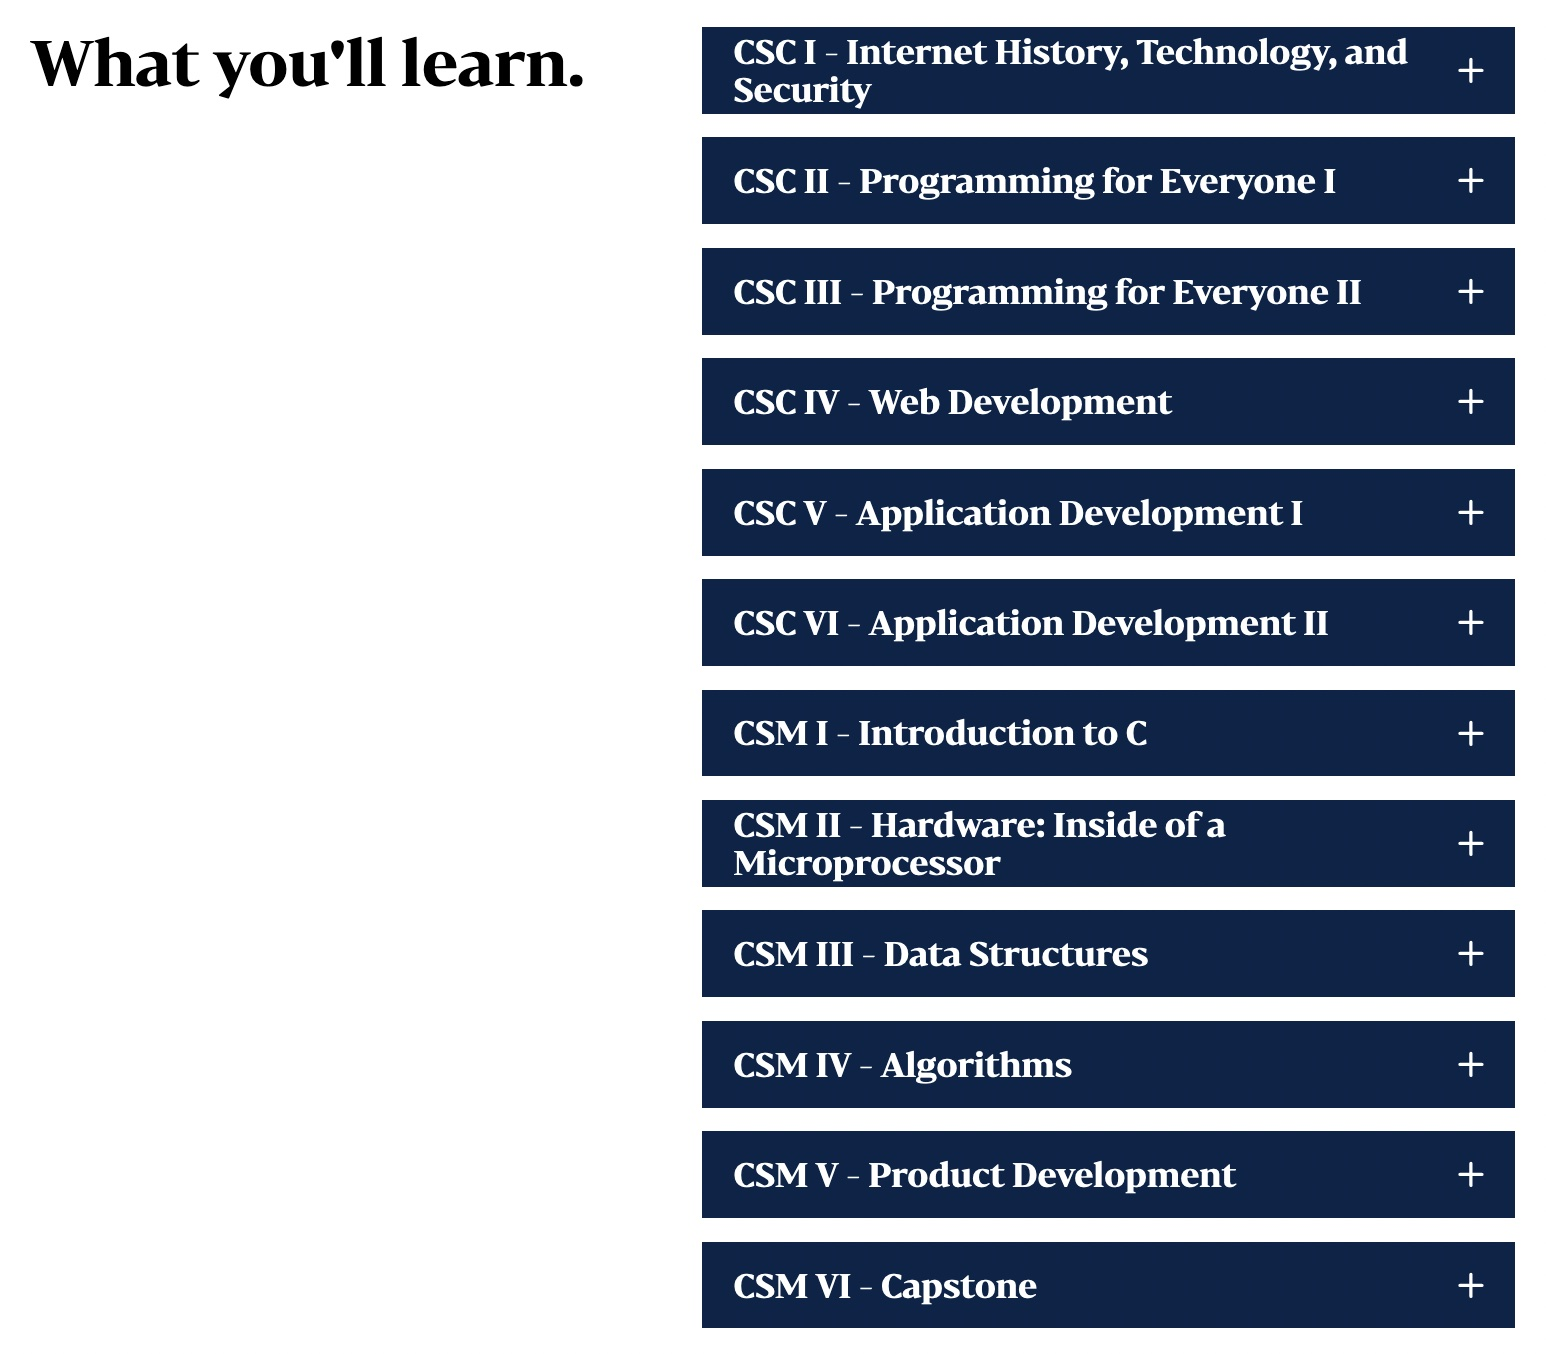 What you'll learn.
CSC I - Internet History, Technology, and
Security
CSC II - Programming for Everyone I
CSC III - Programming for Everyone II
CSC IV - Web Development
CSC V - Application Development I
CSC VI - Application Development II
CSM I - Introduction to C
CSM II - Hardware: Inside of a
Microprocessor
CSM III - Data Structures
CSM IV - Algorithms
CSM V - Product Development
CSM VI - Capstone